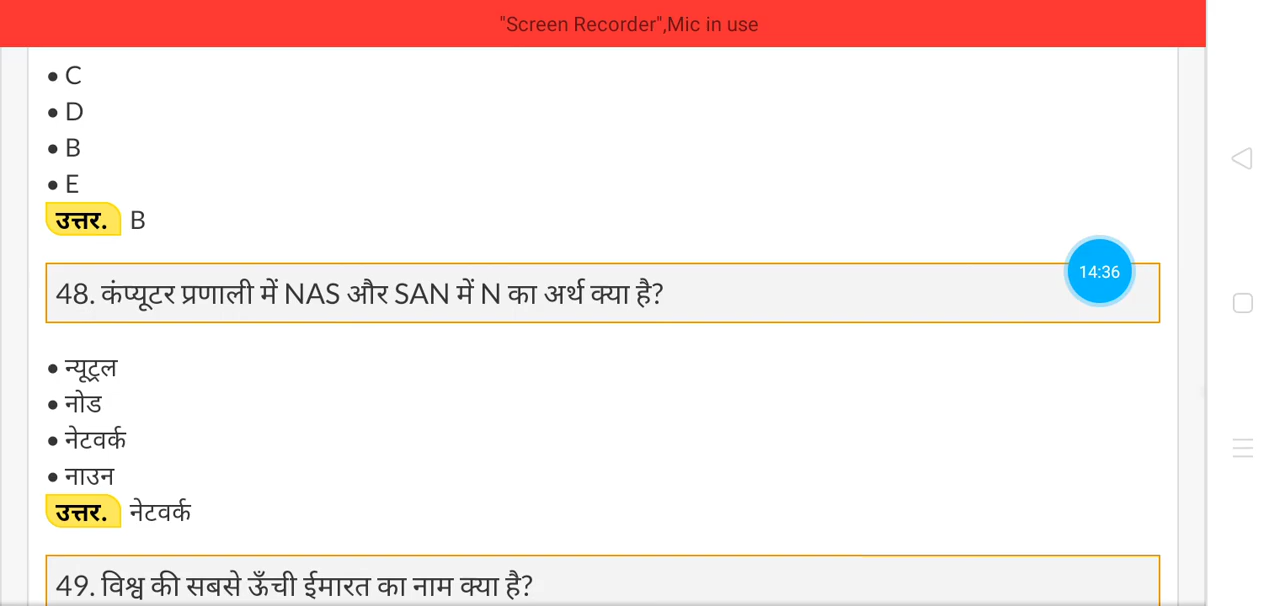 "Screen Recorder",Mic in use
• C
• D
• B
• E
उत्तर. B
14:36
48. कंप्यूटर प्रणाली में NAS और SAN में N का अर्थ क्या है?
• न्यूट्रल
• नोड
• नेटवर्क
• नाउन
उत्तर. नेटवर्क
49. विश्व की सबसे ऊँची ईमारत का नाम क्या है?